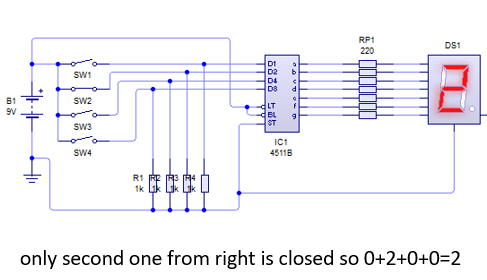 RP1
220
DS1
SW1
SW2
SW3
SW4
B1
9V
+
D1
D2
D4
D8
LT
BL
ST
a
b
c
d
e
f
g
IC1
4511B
R1
1k
R2
1k
R3
1k
R4
1k
2
only second one from right is closed so 0+2+0+0=2